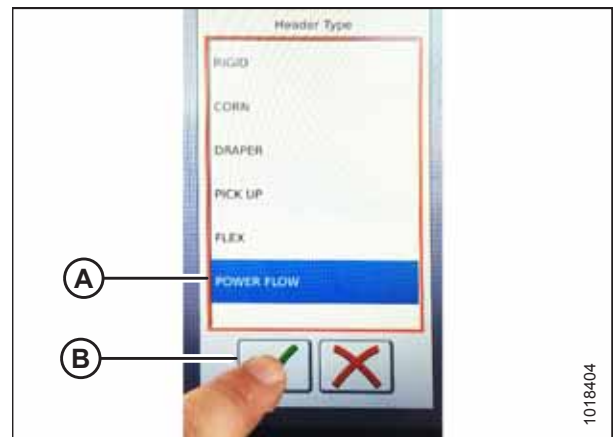 Header Type
RIGID
CORN
DRAPER
PICK UP
FLEX
A
POWER FLOW
B
1018404